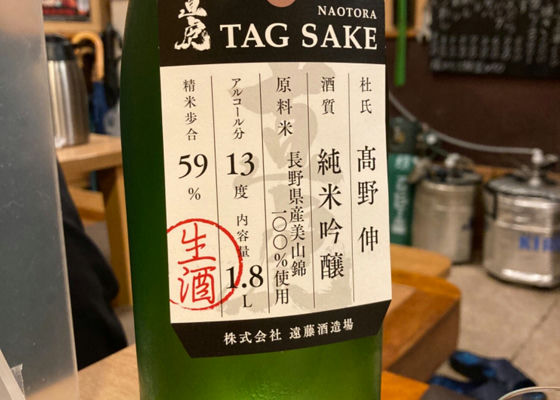 直虎
NAOTORA
TAG SAKE
杜氏
髙野 伸
酒質
純米吟醸
原料米
長野県産美山錦
一〇〇%使用
アルコール分
13度
内容量
1.8L
精米歩合
59%
生酒
株式会社 遠藤酒造場